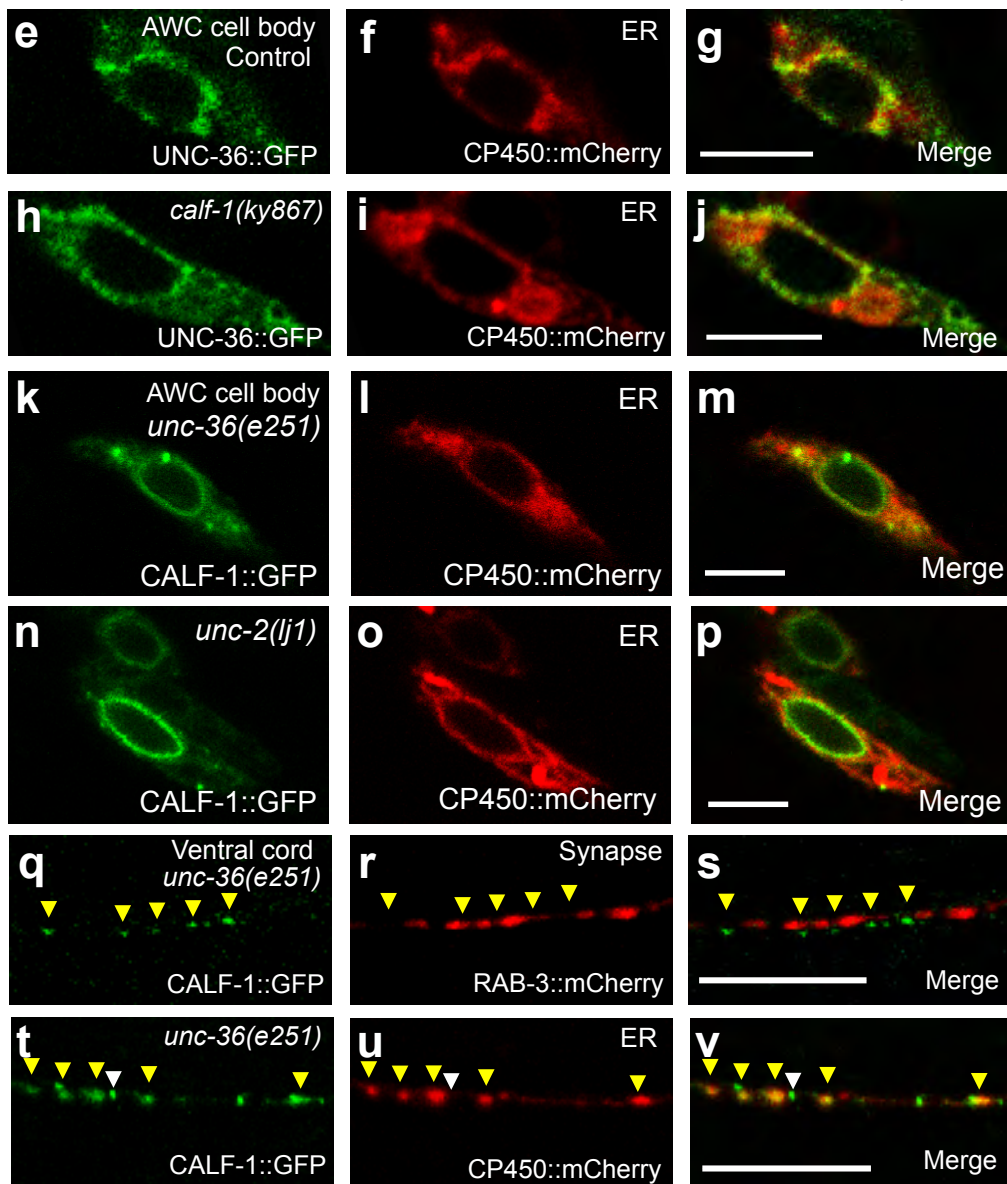 e
AWC cell body
Control
UNC-36::GFP
f
ER
CP450::mCherry
g
Merge
h
calf-1(ky867)
UNC-36::GFP
i
ER
CP450::mCherry
j
Merge
k
AWC cell body
unc-36(e251)
CALF-1::GFP
l
ER
CP450::mCherry
m
Merge
n
unc-2(lj1)
CALF-1::GFP
o
ER
CP450::mCherry
p
Merge
q
Ventral cord
unc-36(e251)
CALF-1::GFP
r
Synapse
RAB-3::mCherry
s
Merge
t
unc-36(e251)
CALF-1::GFP
u
ER
CP450::mCherry
v
Merge